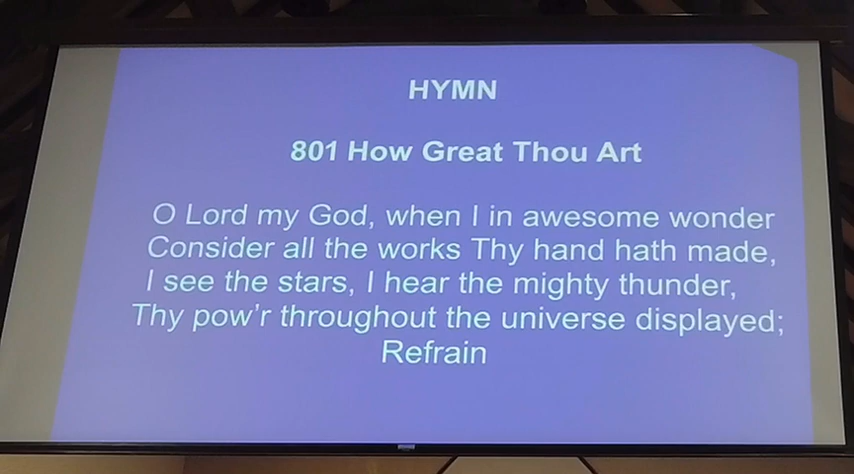 HYMN
801 How Great Thou Art
O Lord my God, when I in awesome wonder
Consider all the works Thy hand hath made,
I see the stars, I hear the mighty thunder,
Thy pow'r throughout the universe displayed;
Refrain